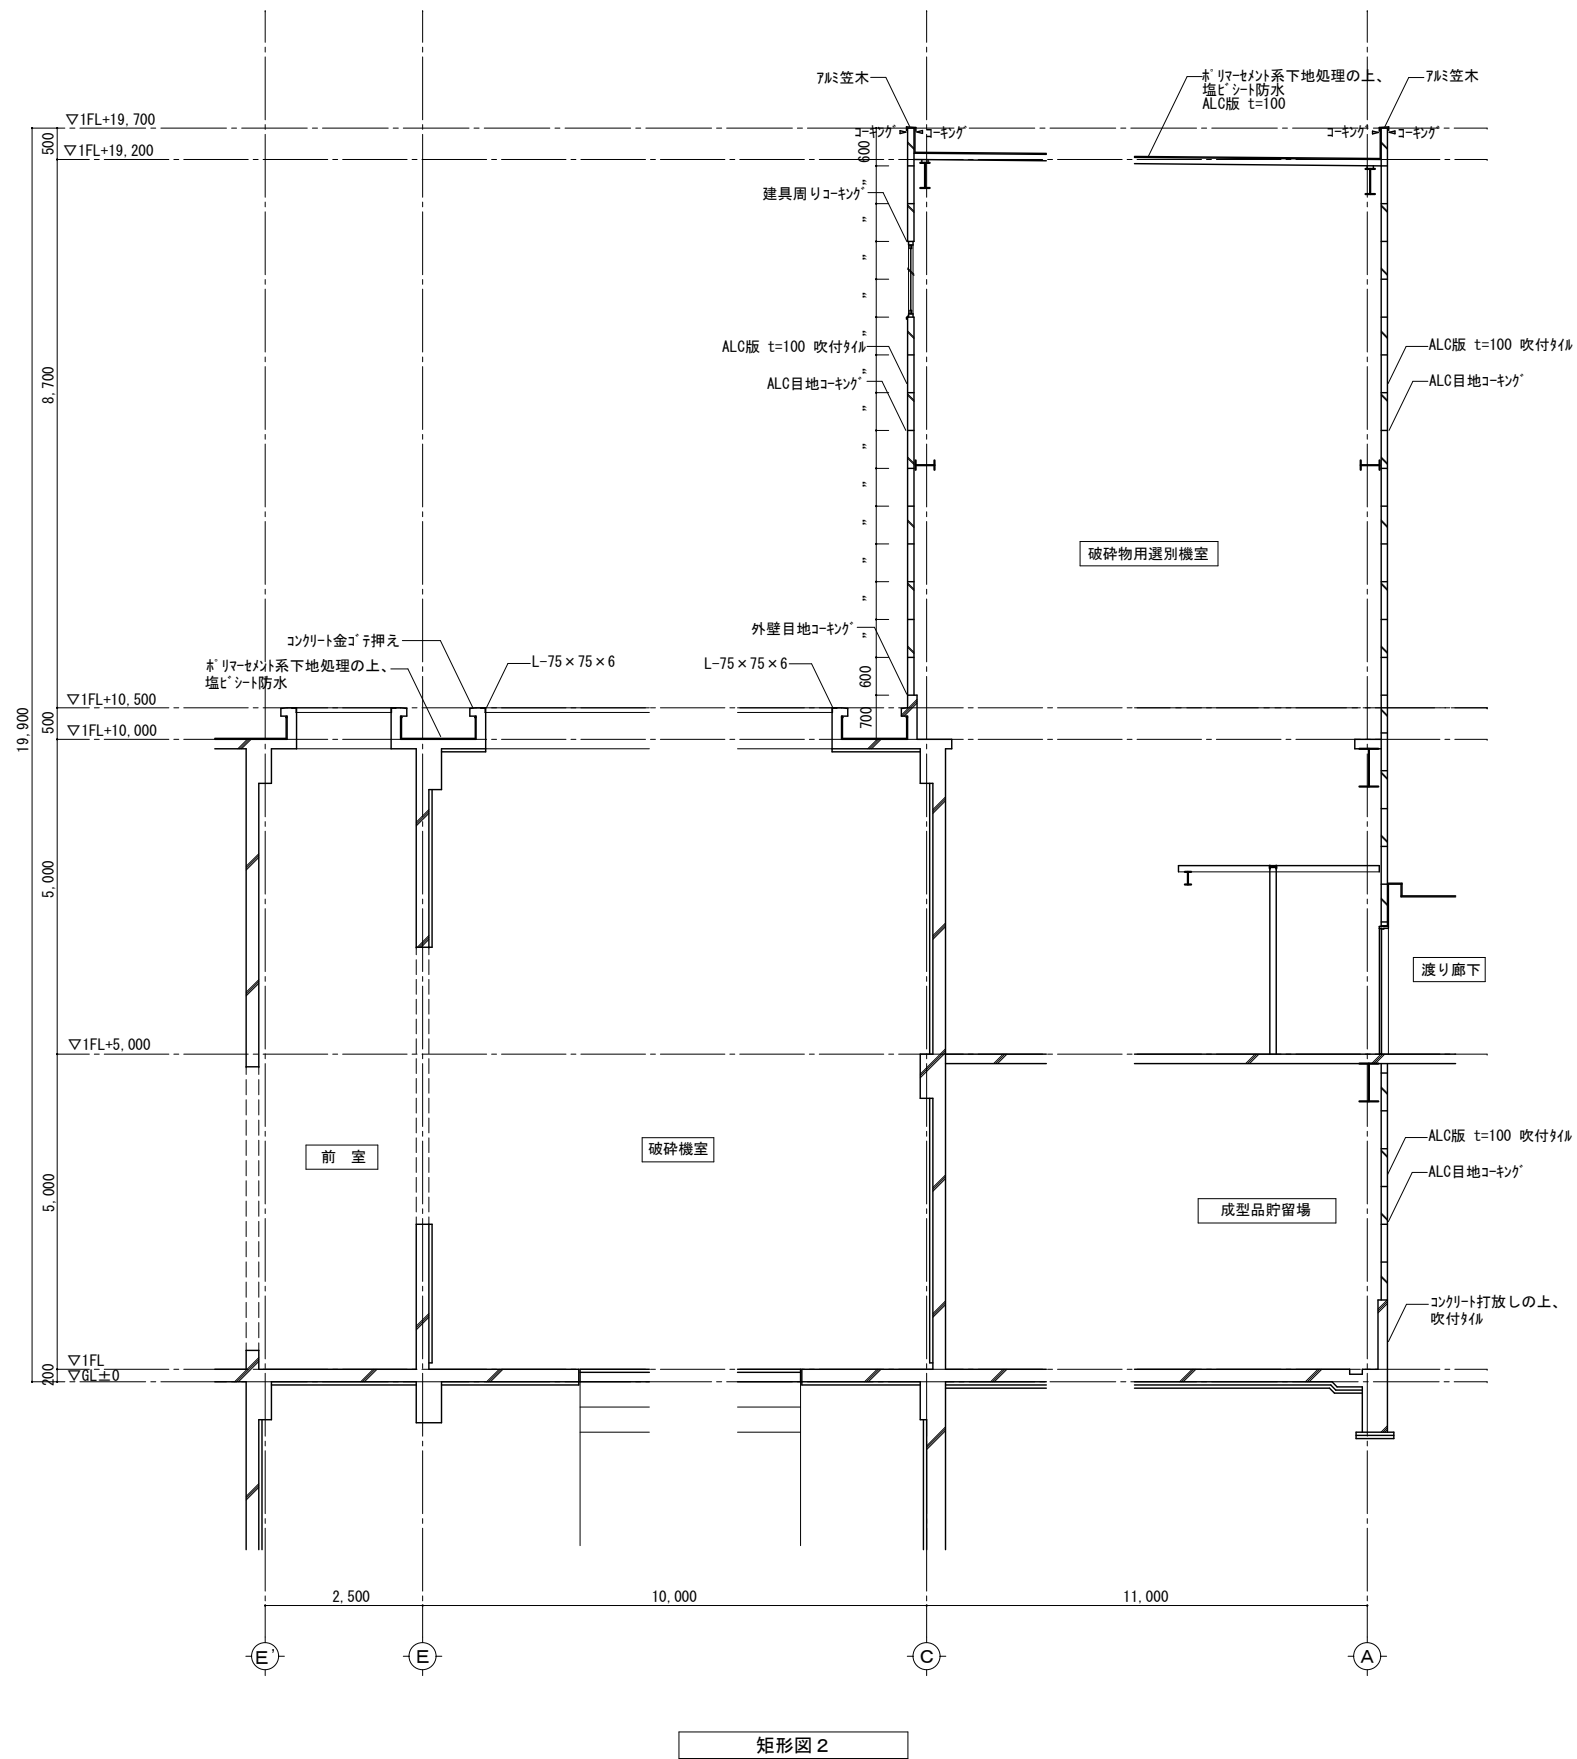 ｱﾙﾐ笠木
ﾎﾟﾘﾏｰｾﾒﾝﾄ系下地処理の上、
塩ﾋﾞｼｰﾄ防水
ALC版 t=100
ｱﾙﾐ笠木
▽1FL+19,700
ｺｰｷﾝｸﾞ
ｺｰｷﾝｸﾞ
ｺｰｷﾝｸﾞ
ｺｰｷﾝｸﾞ
500
▽1FL+19,200
600
建具周りｺｰｷﾝｸﾞ
〃
〃
〃
〃
〃
〃
〃
〃
〃
〃
〃
〃
〃
ALC版 t=100 吹付ﾀｲﾙ
ALC版 t=100 吹付ﾀｲﾙ
ALC目地ｺｰｷﾝｸﾞ
ALC目地ｺｰｷﾝｸﾞ
8,700
破砕物用選別機室
外壁目地ｺｰｷﾝｸﾞ
ｺﾝｸﾘｰﾄ金ｺﾞﾃ押え
ﾎﾟﾘﾏｰｾﾒﾝﾄ系下地処理の上、
塩ﾋﾞｼｰﾄ防水
L-75×75×6
L-75×75×6
600
▽1FL+10,500
700
500
19,900
▽1FL+10,000
5,000
渡り廊下
▽1FL+5,000
前　室
破砕機室
ALC版 t=100 吹付ﾀｲﾙ
ALC目地ｺｰｷﾝｸﾞ
5,000
成型品貯留場
ｺﾝｸﾘｰﾄ打放しの上、
吹付ﾀｲﾙ
▽1FL
200
▽GL±0
2,500
10,000
11,000
E'
E
C
A
矩形図２